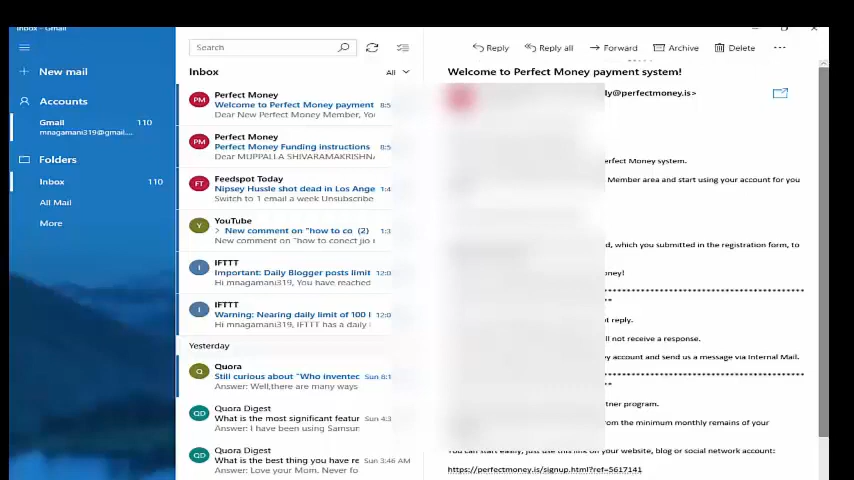 Inbox - Gmail
New mail
Accounts
Gmail 110
mnagamani319@gmail...
Folders
Inbox 110
All Mail
More
Search
Inbox
All
Perfect Money
Welcome to Perfect Money payment 8:5
Dear New Perfect Money Member, Yo
Perfect Money
Perfect Money Funding instructions 8:5
Dear MUPPALLA SHIVARAMAKRISHNA
Feedspot Today
Nipsey Hussle shot dead in Los Ange 1:4
Switch to 1 email a week Unsubscribe
YouTube
New comment on "how to co (2) 1:3
New comment on "how to conect jio
IFTTT
Important: Daily Blogger posts limit 12:0
Hi mnagamani319, You have reached
IFTTT
Warning: Nearing daily limit of 100 12:0
Hi mnagamani319, IFTTT has a daily
Yesterday
Quora
Still curious about "Who inventec Sun 8:1
Answer: Well,there are many ways
Quora Digest
What is the most significant featur Sun 4:3
Answer: I have been using Samsun
Quora Digest
What is the best thing you have re Sun 3:46 AM
Answer: Love your Mom. Never fo
Reply
Reply all
Forward
Archive
Delete
Welcome to Perfect Money payment system!
ly@perfectmoney.is>
erfect Money system.
Member area and start using your account for you
d, which you submitted in the registration form, to
ney!
t reply.
ll not receive a response.
y account and send us a message via Internal Mail.
tner program.
from the minimum monthly remains of your
You can start easily, just use this link on your website, blog or social network account:
https://perfectmoney.is/signup.html?ref=5617141